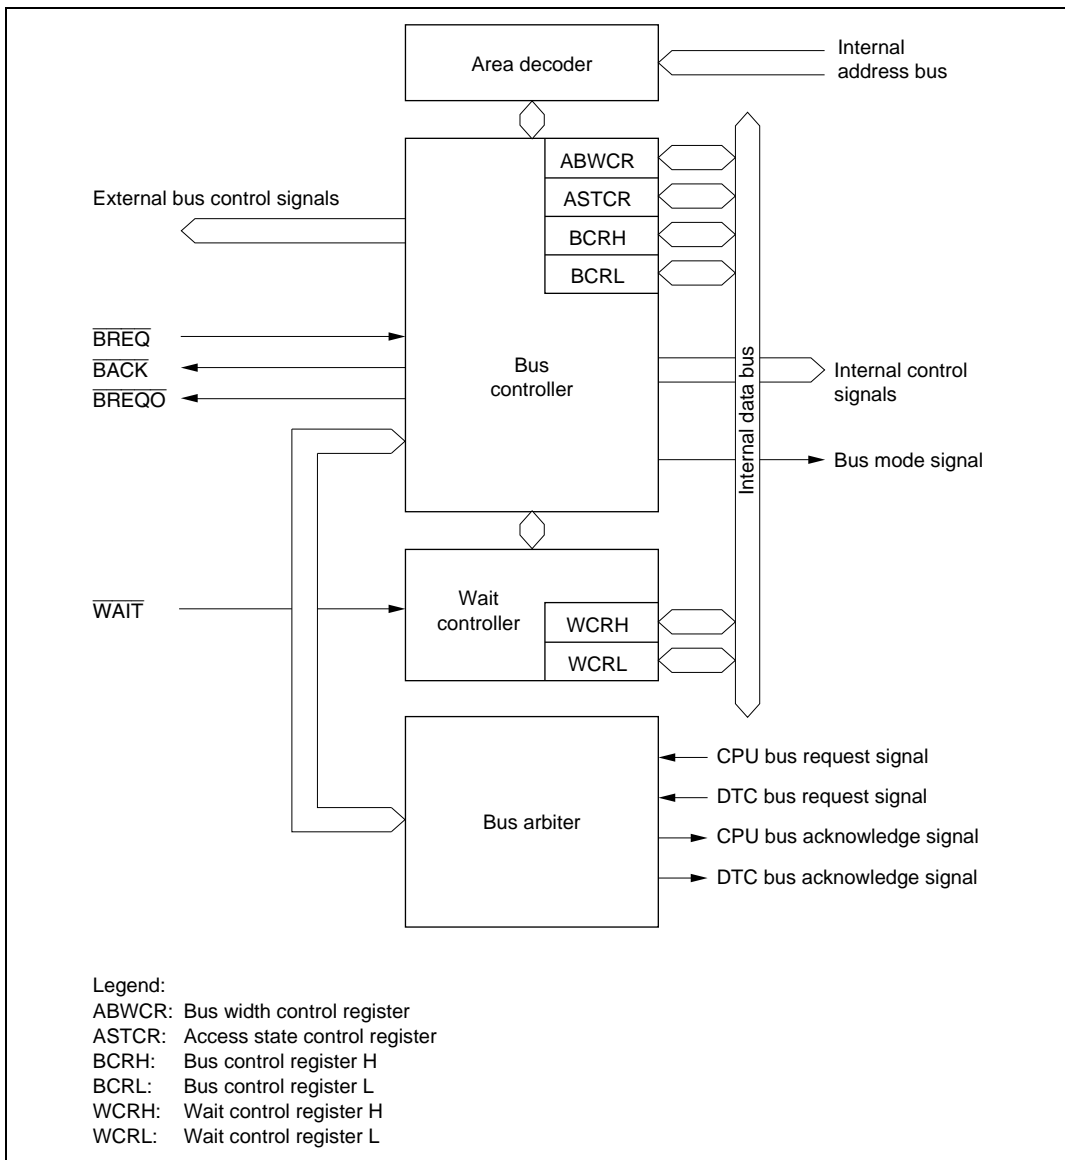 Area decoder
Internal
address bus
ABWCR
ASTCR
BCRH
BCRL
External bus control signals
BREQ
BACK
BREQO
Bus
controller
Internal data bus
Internal control
signals
Bus mode signal
WAIT
Wait
controller
WCRH
WCRL
Bus arbiter
CPU bus request signal
DTC bus request signal
CPU bus acknowledge signal
DTC bus acknowledge signal
Legend:
ABWCR: Bus width control register
ASTCR: Access state control register
BCRH: Bus control register H
BCRL: Bus control register L
WCRH: Wait control register H
WCRL: Wait control register L